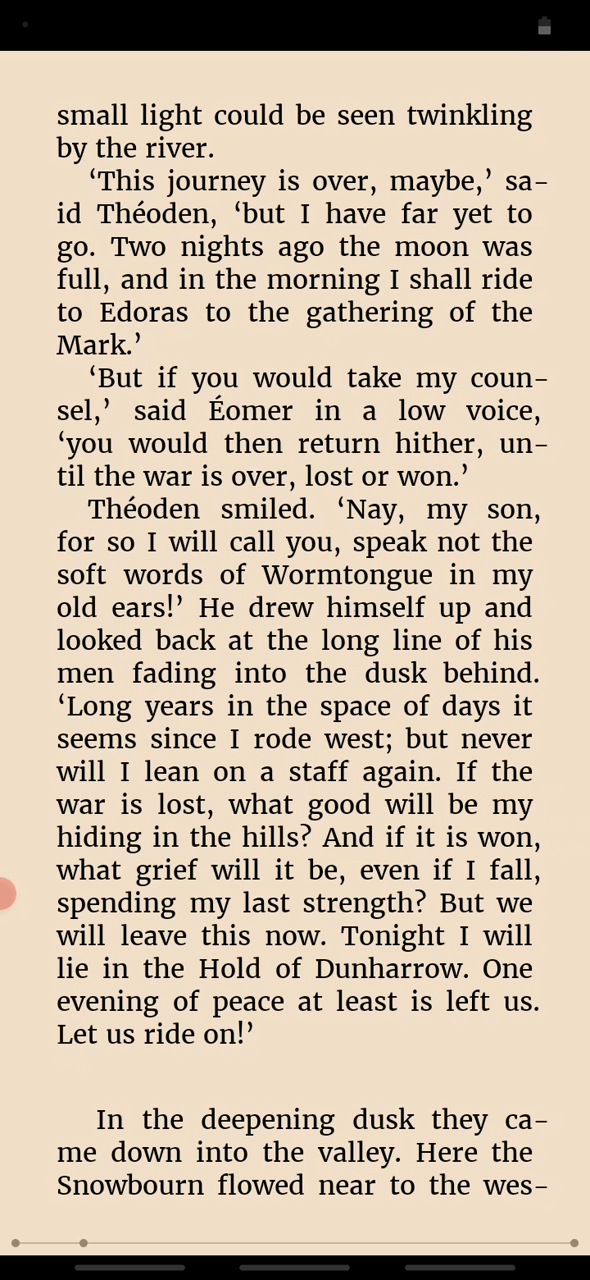 small light could be seen twinkling
by the river.
‘This journey is over, maybe,’ sa-
id Théoden, ‘but I have far yet to
go. Two nights ago the moon was
full, and in the morning I shall ride
to Edoras to the gathering of the
Mark.’
‘But if you would take my coun-
sel,’ said Éomer in a low voice,
‘you would then return hither, un-
til the war is over, lost or won.’
Théoden smiled. ‘Nay, my son,
for so I will call you, speak not the
soft words of Wormtongue in my
old ears!’ He drew himself up and
looked back at the long line of his
men fading into the dusk behind.
‘Long years in the space of days it
seems since I rode west; but never
will I lean on a staff again. If the
war is lost, what good will be my
hiding in the hills? And if it is won,
what grief will it be, even if I fall,
spending my last strength? But we
will leave this now. Tonight I will
lie in the Hold of Dunharrow. One
evening of peace at least is left us.
Let us ride on!’
In the deepening dusk they ca-
me down into the valley. Here the
Snowbourn flowed near to the wes-